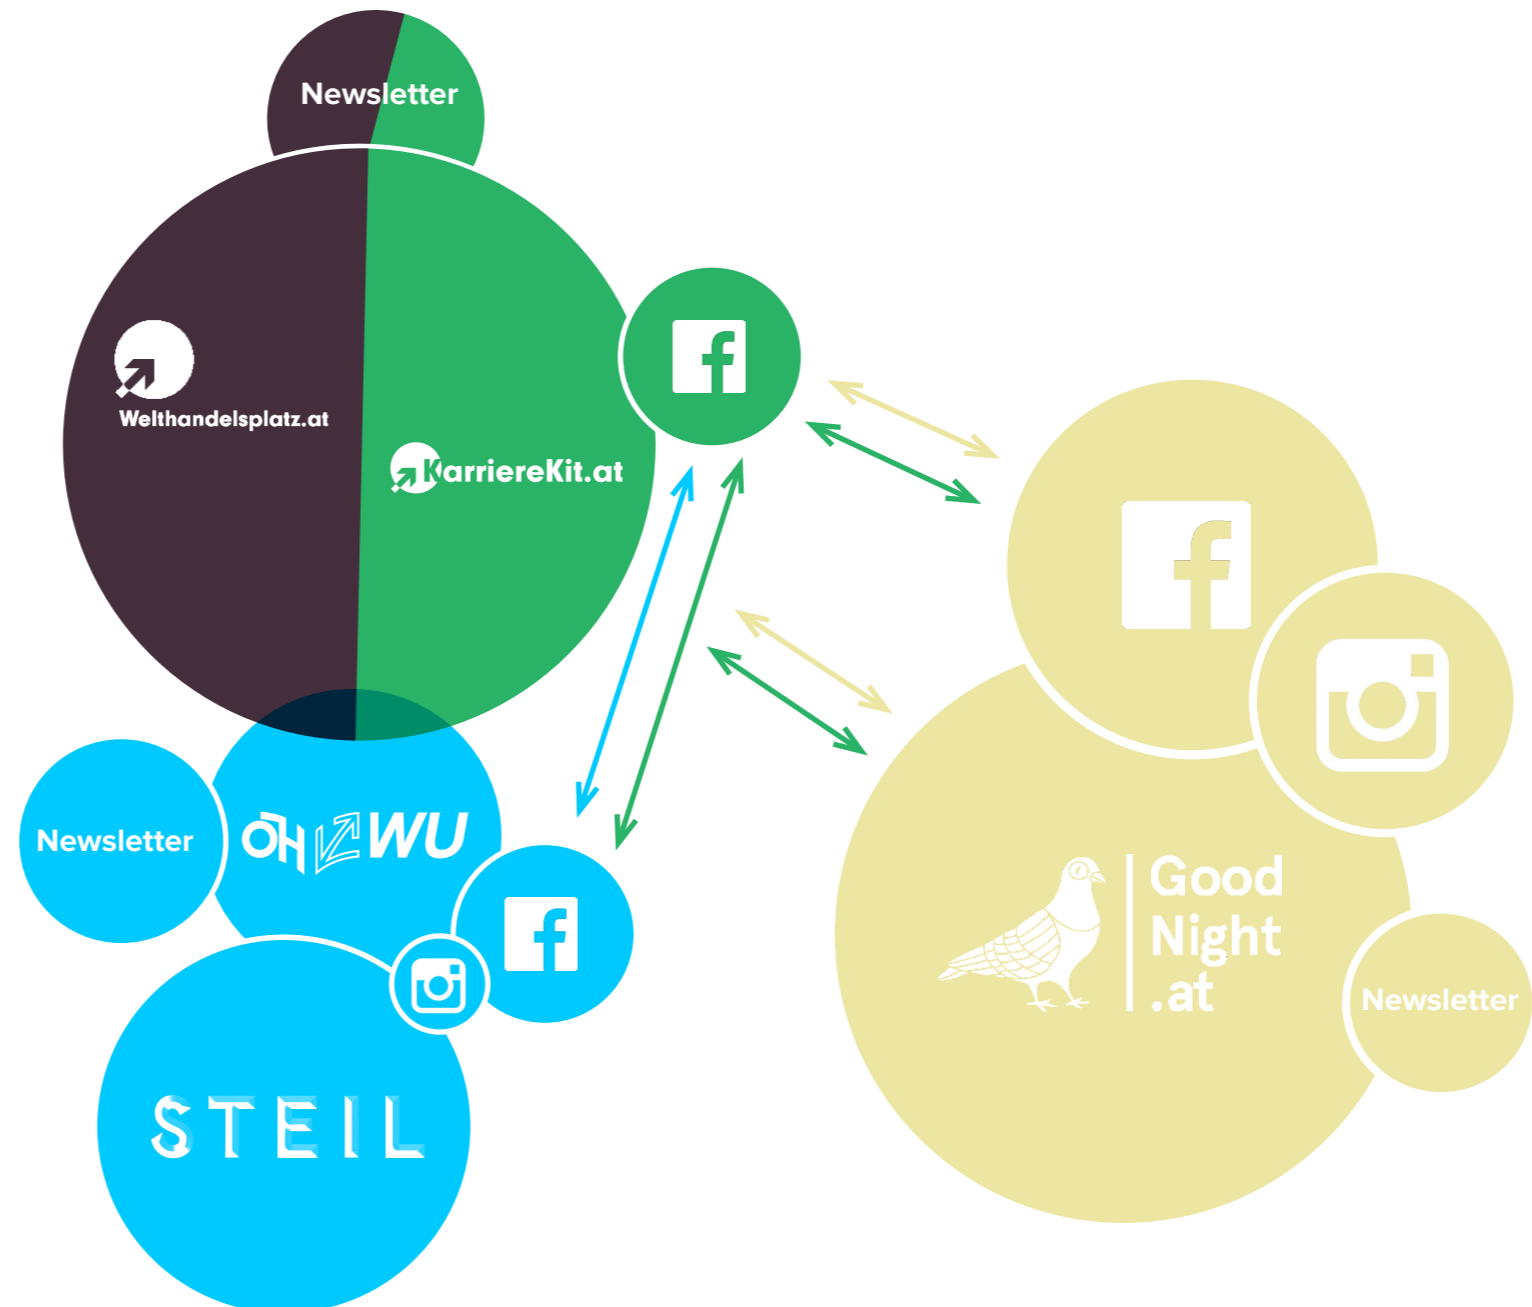 Newsletter
Welthandelsplatz.at
KarriereKit.at
Newsletter
ÖH WU
STEIL
Good
Night
.at
Newsletter